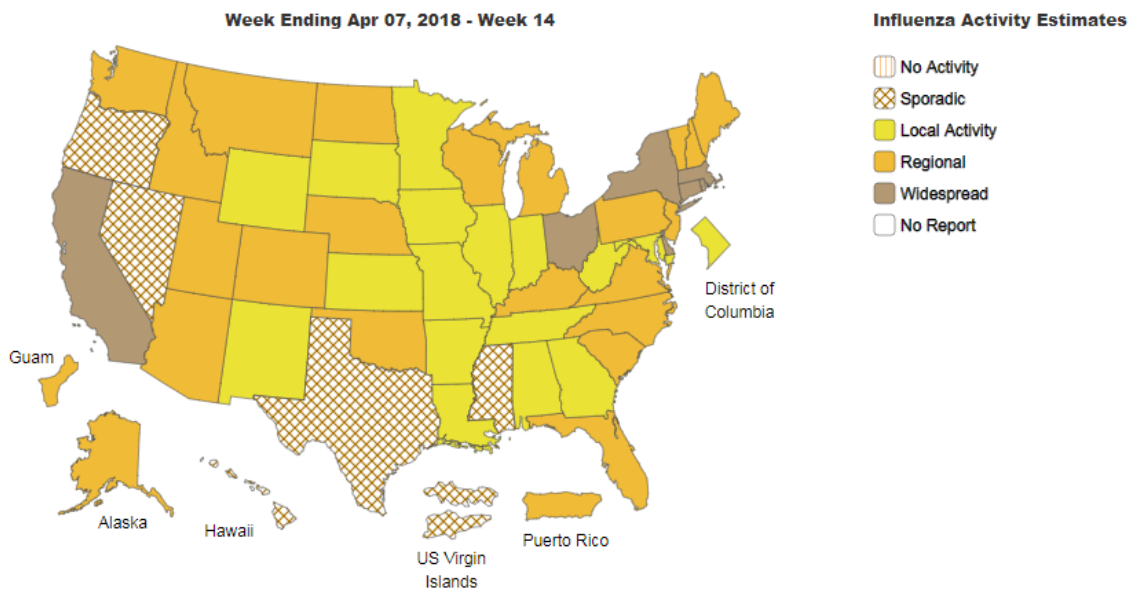 Week Ending Apr 07, 2018 - Week 14
Influenza Activity Estimates
No Activity
Sporadic
Local Activity
Regional
Widespread
No Report
District of
Columbia
Guam
Alaska
Hawaii
US Virgin
Islands
Puerto Rico